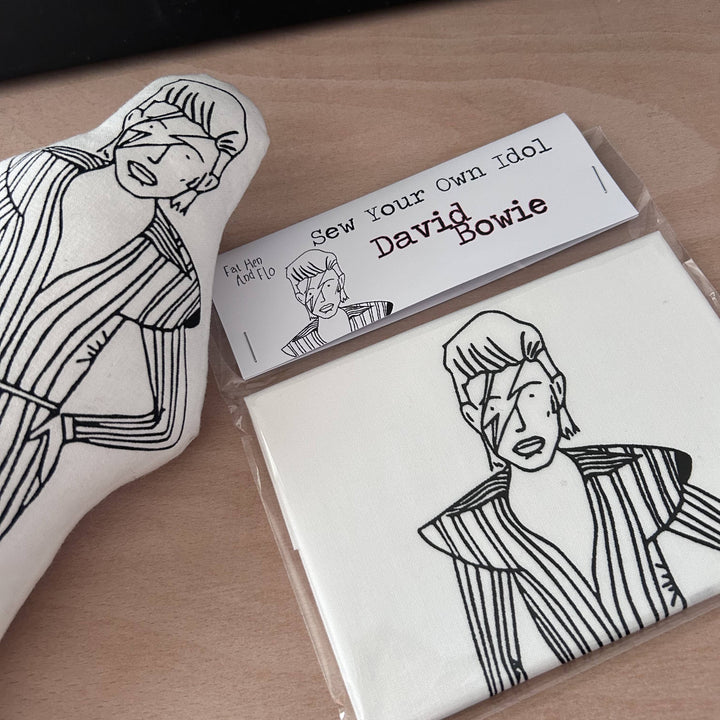 Sew Your Own Idol
David
Bowie
Fat Hen
And Flo